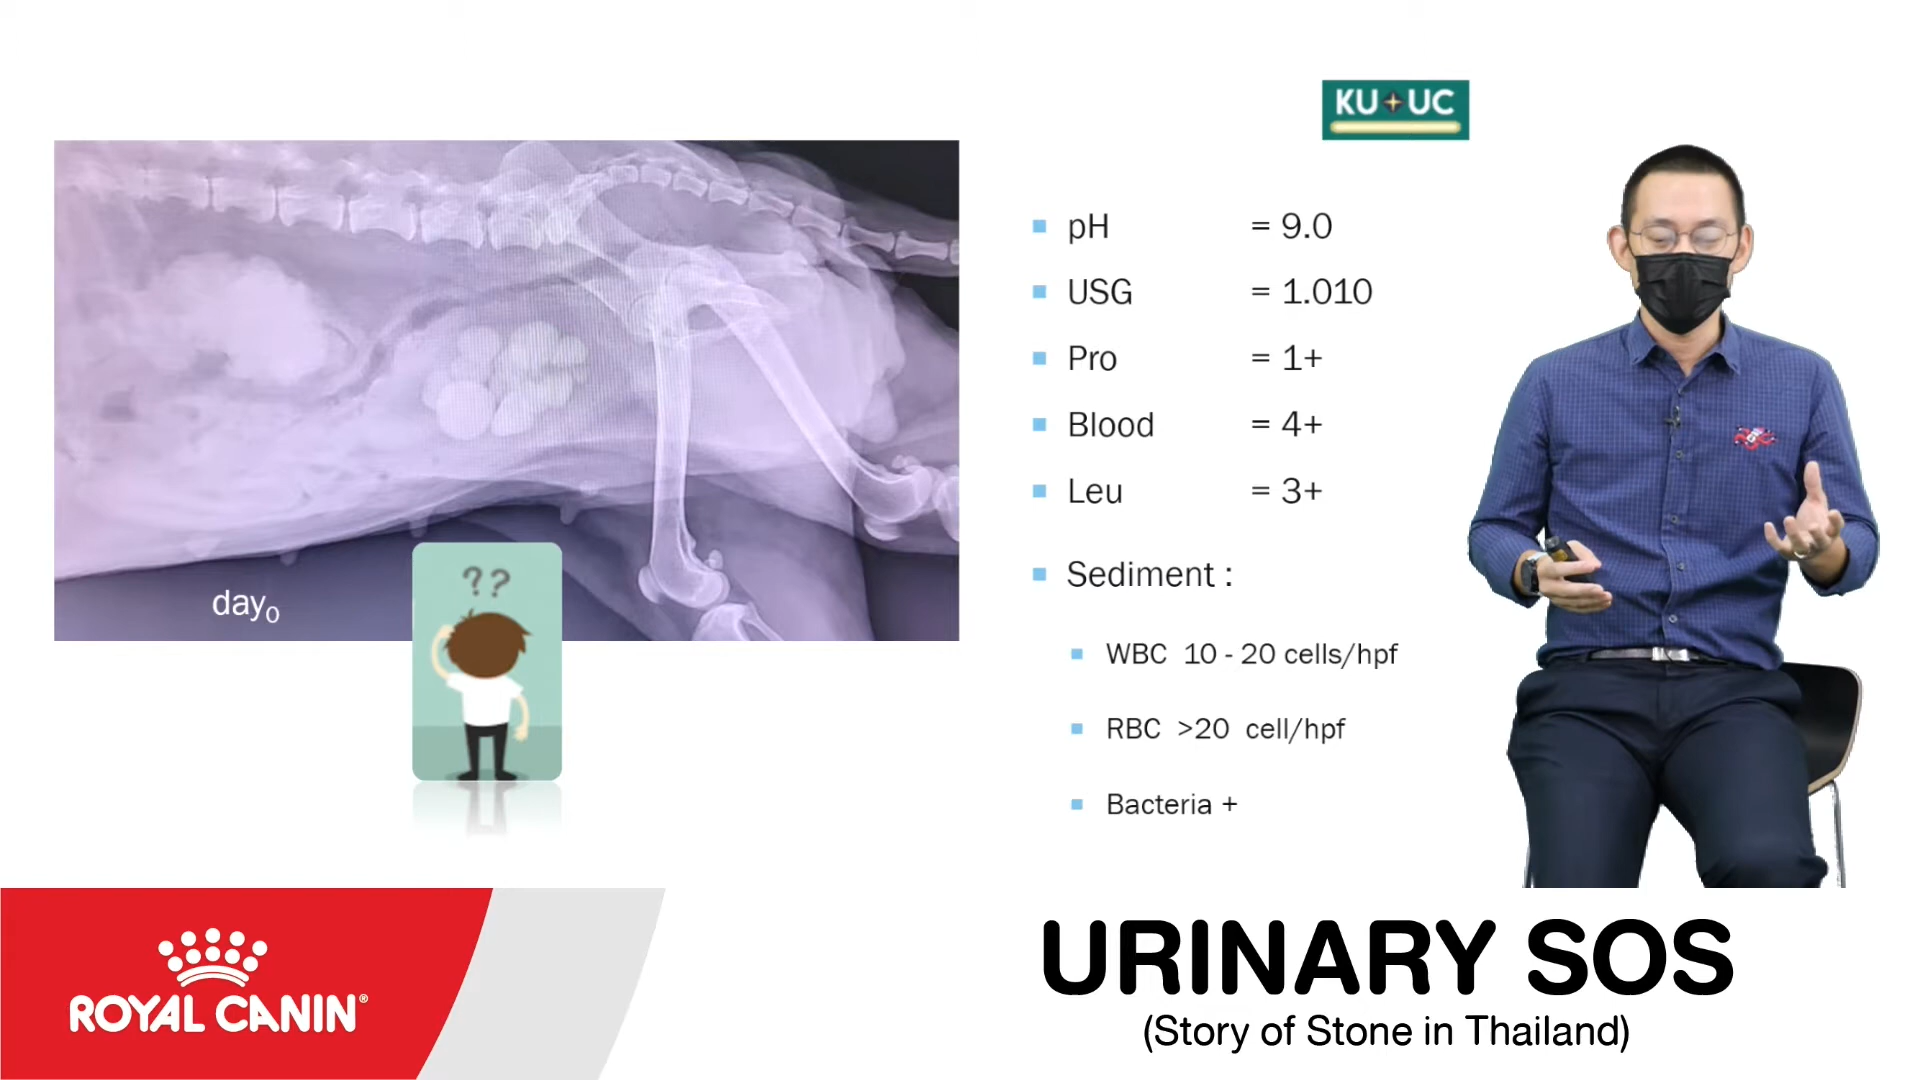 KU+UC
pH = 9.0
USG = 1.010
Pro = 1+
Blood = 4+
Leu = 3+
Sediment :
WBC 10 - 20 cells/hpf
RBC >20 cell/hpf
Bacteria +
day₀
??
ROYAL CANIN®
URINARY SOS
(Story of Stone in Thailand)